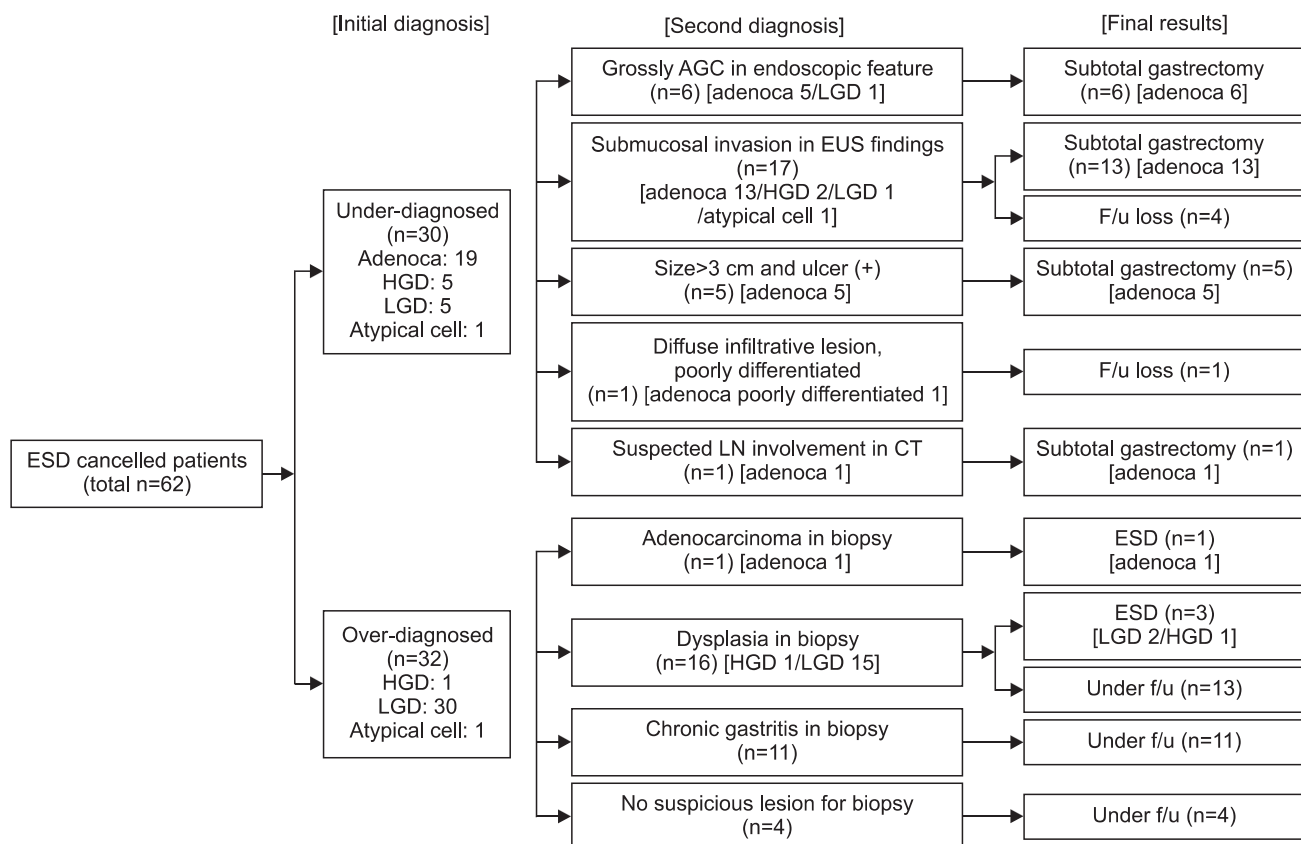 [Initial diagnosis]
[Second diagnosis]
[Final results]
ESD cancelled patients
(total n=62)
Under-diagnosed
(n=30)
Adenoca: 19
HGD: 5
LGD: 5
Atypical cell: 1
Over-diagnosed
(n=32)
HGD: 1
LGD: 30
Atypical cell: 1
Grossly AGC in endoscopic feature
(n=6) [adenoca 5/LGD 1]
Subtotal gastrectomy
(n=6) [adenoca 6]
Submucosal invasion in EUS findings
(n=17)
[adenoca 13/HGD 2/LGD 1
/atypical cell 1]
Subtotal gastrectomy
(n=13) [adenoca 13]
F/u loss (n=4)
Size>3 cm and ulcer (+)
(n=5) [adenoca 5]
Subtotal gastrectomy (n=5)
[adenoca 5]
Diffuse infiltrative lesion,
poorly differentiated
(n=1) [adenoca poorly differentiated 1]
F/u loss (n=1)
Suspected LN involvement in CT
(n=1) [adenoca 1]
Subtotal gastrectomy (n=1)
[adenoca 1]
Adenocarcinoma in biopsy
(n=1) [adenoca 1]
ESD (n=1)
[adenoca 1]
Dysplasia in biopsy
(n=16) [HGD 1/LGD 15]
ESD (n=3)
[LGD 2/HGD 1]
Under f/u (n=13)
Chronic gastritis in biopsy
(n=11)
Under f/u (n=11)
No suspicious lesion for biopsy
(n=4)
Under f/u (n=4)